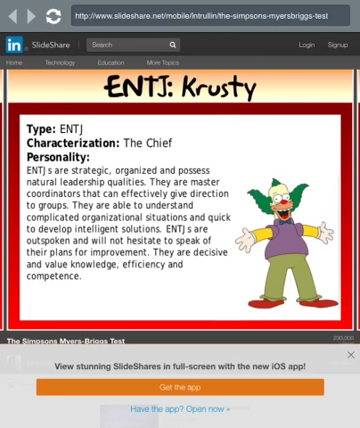 http://www.slideshare.net/mobile/lntrullin/the-simpsons-myersbriggs-test
in SlideShare Search Login Signup
Home Technology Education More Topics
ENTJ: Krusty
Type: ENTJ
Characterization: The Chief
Personality:
ENTJs are strategic, organized and possess
natural leadership qualities. They are master
coordinators that can effectively give direction
to groups. They are able to understand
complicated organizational situations and quick
to develop intelligent solutions. ENTJs are
outspoken and will not hesitate to speak of
their plans for improvement. They are decisive
and value knowledge, efficiency and
competence.
The Simpsons Myers-Briggs Test
View stunning SlideShares in full-screen with the new iOS app!
Get the app
Have the app? Open now »